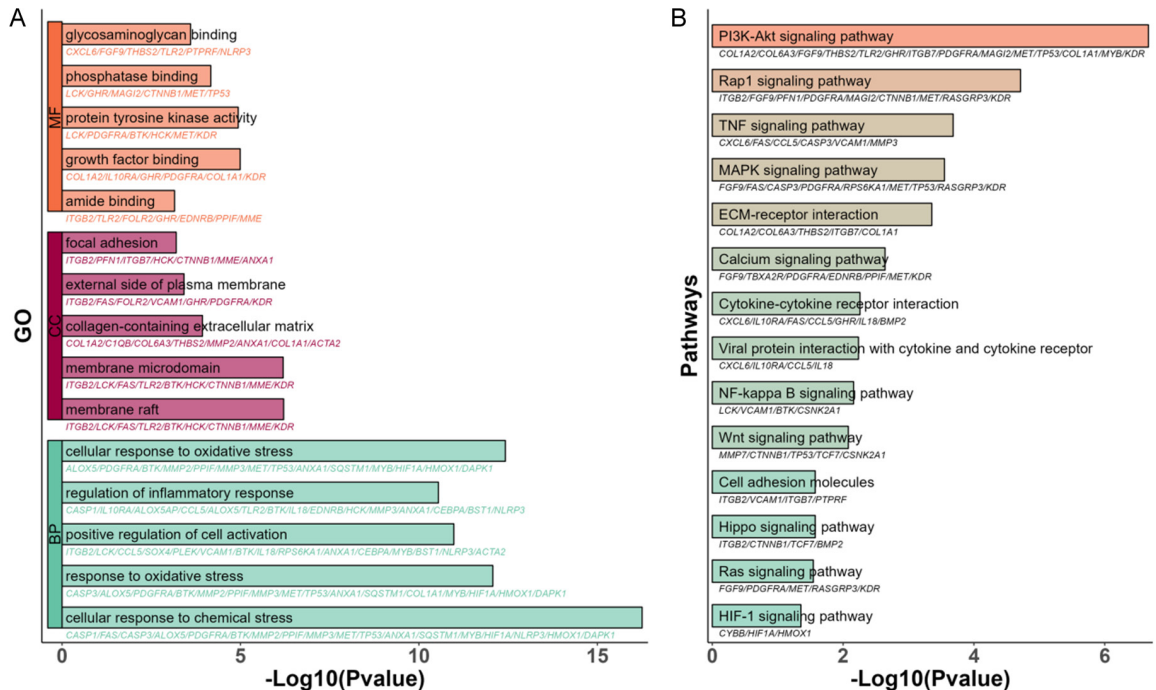 A
GO
MF
glycosaminoglycan binding
CXCL6/FGF9/THBS2/TLR2/PTPRF/NLRP3
phosphatase binding
LCK/GHR/MAGI2/CTNNB1/MET/TP53
protein tyrosine kinase activity
LCK/PDGFRA/BTK/HCK/MET/KDR
growth factor binding
COL1A2/IL10RA/GHR/PDGFRA/COL1A1/KDR
amide binding
ITGB2/TLR2/FOLR2/GHR/EDNRB/PPIF/MME
CC
focal adhesion
ITGB2/PFN1/ITGB7/HCK/CTNNB1/MME/ANXA1
external side of plasma membrane
ITGB2/FAS/FOLR2/VCAM1/GHR/PDGFRA/KDR
collagen-containing extracellular matrix
COL1A2/C1QB/COL6A3/THBS2/MMP2/ANXA1/COL1A1/ACTA2
membrane microdomain
ITGB2/LCK/FAS/TLR2/BTK/HCK/CTNNB1/MME/KDR
membrane raft
ITGB2/LCK/FAS/TLR2/BTK/HCK/CTNNB1/MME/KDR
BP
cellular response to oxidative stress
ALOX5/PDGFRA/BTK/MMP2/PPIF/MMP3/MET/TP53/ANXA1/SQSTM1/MYB/HIF1A/HMOX1/DAPK1
regulation of inflammatory response
CASP1/IL10RA/ALOX5AP/CCL5/ALOX5/TLR2/BTK/IL18/EDNRB/HCK/MMP3/ANXA1/CEBPA/BST1/NLRP3
positive regulation of cell activation
ITGB2/LCK/CCL5/SOX4/PLEK/VCAM1/BTK/IL18/RPS6KA1/ANXA1/CEBPA/MYB/BST1/NLRP3/ACTA2
response to oxidative stress
CASP3/ALOX5/PDGFRA/BTK/MMP2/PPIF/MMP3/MET/TP53/ANXA1/SQSTM1/COL1A1/MYB/HIF1A/HMOX1/DAPK1
cellular response to chemical stress
CASP1/FAS/CASP3/ALOX5/PDGFRA/BTK/MMP2/PPIF/MMP3/MET/TP53/ANXA1/SQSTM1/MYB/HIF1A/NLRP3/HMOX1/DAPK1
0 5 10 15
-Log10(Pvalue)
B
Pathways
PI3K-Akt signaling pathway
COL1A2/COL6A3/FGF9/THBS2/TLR2/GHR/ITGB7/PDGFRA/MAGI2/MET/TP53/COL1A1/MYB/KDR
Rap1 signaling pathway
ITGB2/FGF9/PFN1/PDGFRA/MAGI2/CTNNB1/MET/RASGRP3/KDR
TNF signaling pathway
CXCL6/FAS/CCL5/CASP3/VCAM1/MMP3
MAPK signaling pathway
FGF9/FAS/CASP3/PDGFRA/RPS6KA1/MET/TP53/RASGRP3/KDR
ECM-receptor interaction
COL1A2/COL6A3/THBS2/ITGB7/COL1A1
Calcium signaling pathway
FGF9/TBXA2R/PDGFRA/EDNRB/PPIF/MET/KDR
Cytokine-cytokine receptor interaction
CXCL6/IL10RA/FAS/CCL5/GHR/IL18/BMP2
Viral protein interaction with cytokine and cytokine receptor
CXCL6/IL10RA/CCL5/IL18
NF-kappa B signaling pathway
LCK/VCAM1/BTK/CSNK2A1
Wnt signaling pathway
MMP7/CTNNB1/TP53/TCF7/CSNK2A1
Cell adhesion molecules
ITGB2/VCAM1/ITGB7/PTPRF
Hippo signaling pathway
ITGB2/CTNNB1/TCF7/BMP2
Ras signaling pathway
FGF9/PDGFRA/MET/RASGRP3/KDR
HIF-1 signaling pathway
CYBB/HIF1A/HMOX1
0 2 4 6
-Log10(Pvalue)